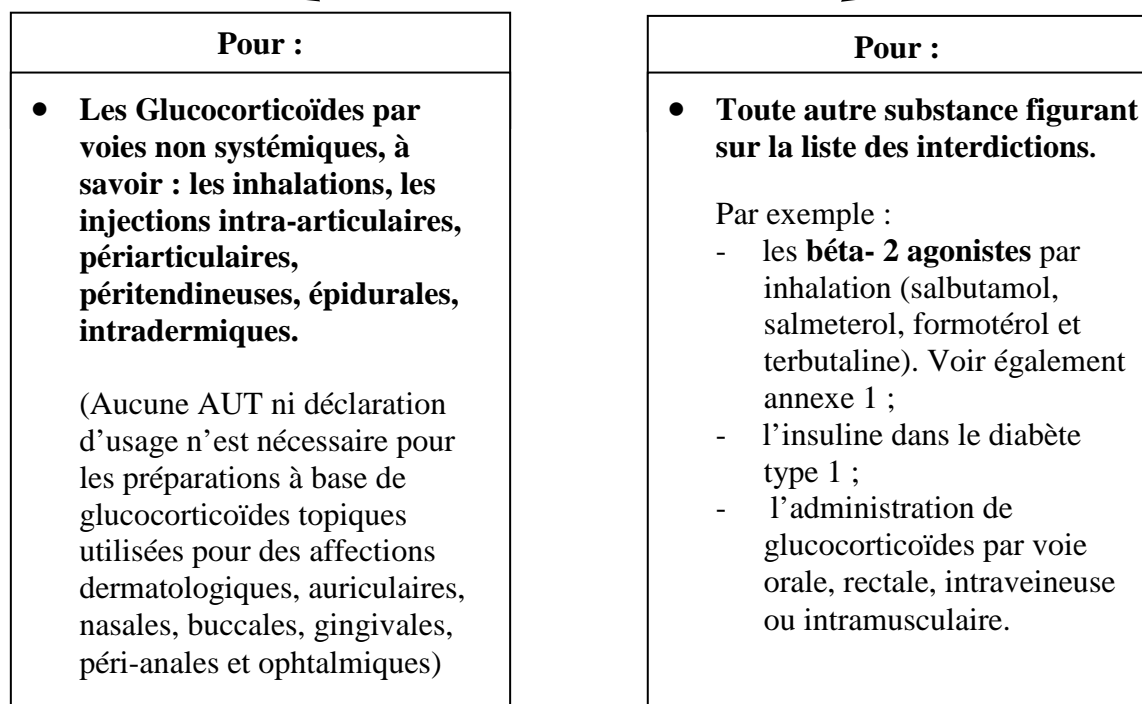 Pour :
• Les Glucocorticoïdes par
voies non systémiques, à
savoir : les inhalations, les
injections intra-articulaires,
périarticulaires,
péritendineuses, épidurales,
intradermiques.
(Aucune AUT ni déclaration
d’usage n’est nécessaire pour
les préparations à base de
glucocorticoïdes topiques
utilisées pour des affections
dermatologiques, auriculaires,
nasales, buccales, gingivales,
péri-anales et ophtalmiques)
Pour :
• Toute autre substance figurant
sur la liste des interdictions.
Par exemple :
- les béta- 2 agonistes par
inhalation (salbutamol,
salmeterol, formotérol et
terbutaline). Voir également
annexe 1 ;
- l’insuline dans le diabète
type 1 ;
- l’administration de
glucocorticoïdes par voie
orale, rectale, intraveineuse
ou intramusculaire.